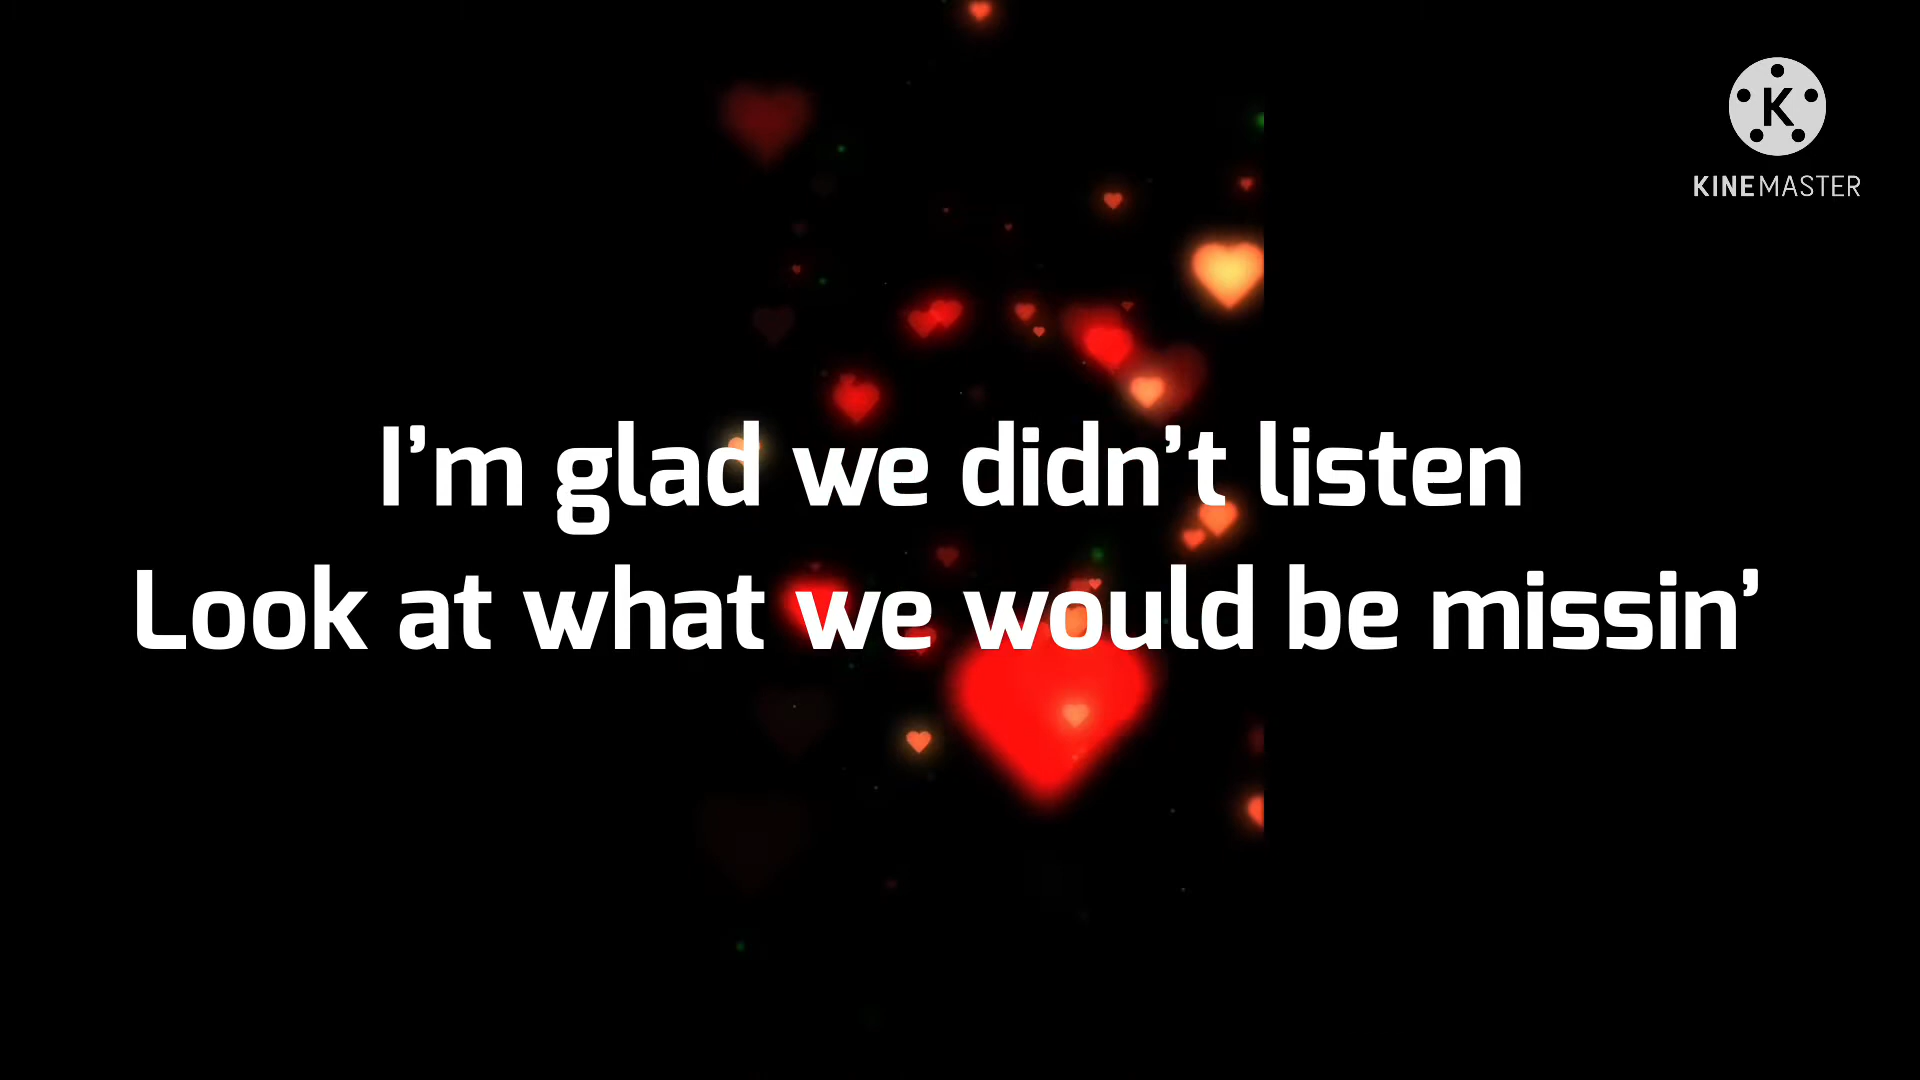 K
KINEMASTER
I’m glad we didn’t listen
Look at what we would be missin’